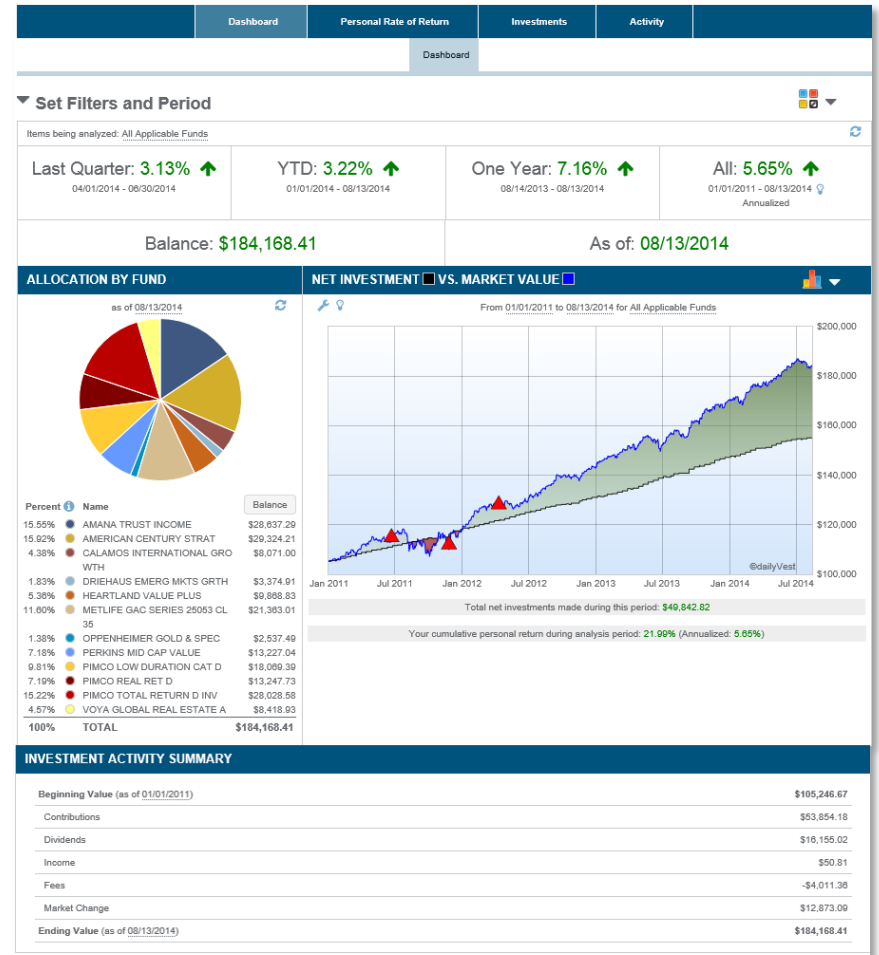 Dashboard Personal Rate of Return Investments Activity
Dashboard
Set Filters and Period
Items being analyzed: All Applicable Funds
Last Quarter: 3.13%
04/01/2014 - 06/30/2014
YTD: 3.22%
01/01/2014 - 08/13/2014
One Year: 7.16%
08/14/2013 - 08/13/2014
All: 5.65%
01/01/2011 - 08/13/2014
Annualized
Balance: $184,168.41
As of: 08/13/2014
ALLOCATION BY FUND
as of 08/13/2014
Percent Name Balance
15.55% AMANA TRUST INCOME $28,637.29
15.92% AMERICAN CENTURY STRAT $29,324.21
4.38% CALAMOS INTERNATIONAL GRO $8,071.00
WTH
1.83% DRIEHAUS EMERG MKTS GRTH $3,374.91
5.36% HEARTLAND VALUE PLUS $9,868.83
11.60% METLIFE GAC SERIES 25053 CL $21,363.01
35
1.38% OPPENHEIMER GOLD & SPEC $2,537.49
7.18% PERKINS MID CAP VALUE $13,227.04
9.81% PIMCO LOW DURATION CAT D $18,069.39
7.19% PIMCO REAL RET D $13,247.73
15.22% PIMCO TOTAL RETURN D INV $28,028.58
4.57% VOYA GLOBAL REAL ESTATE A $8,418.93
100% TOTAL $184,168.41
NET INVESTMENT VS. MARKET VALUE
From 01/01/2011 to 08/13/2014 for All Applicable Funds
$200,000
$180,000
$160,000
$140,000
$120,000
$100,000
©dailyVest
Jan 2011 Jul 2011 Jan 2012 Jul 2012 Jan 2013 Jul 2013 Jan 2014 Jul 2014
Total net investments made during this period: $49,842.82
Your cumulative personal return during analysis period: 21.99% (Annualized: 5.65%)
INVESTMENT ACTIVITY SUMMARY
Beginning Value (as of 01/01/2011) $105,246.67
Contributions $53,854.18
Dividends $16,155.02
Income $50.81
Fees -$4,011.36
Market Change $12,873.09
Ending Value (as of 08/13/2014) $184,168.41